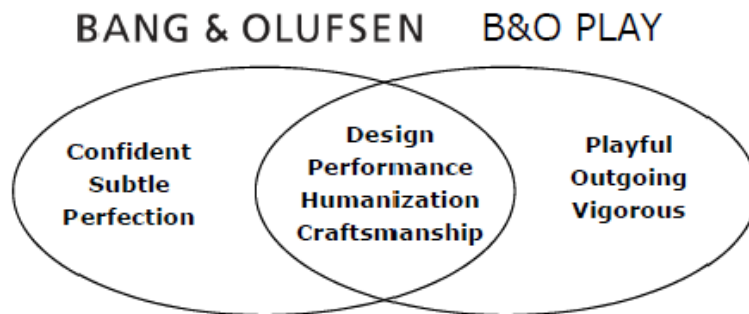 BANG & OLUFSEN
B&O PLAY
Confident
Subtle
Perfection
Design
Performance
Humanization
Craftsmanship
Playful
Outgoing
Vigorous